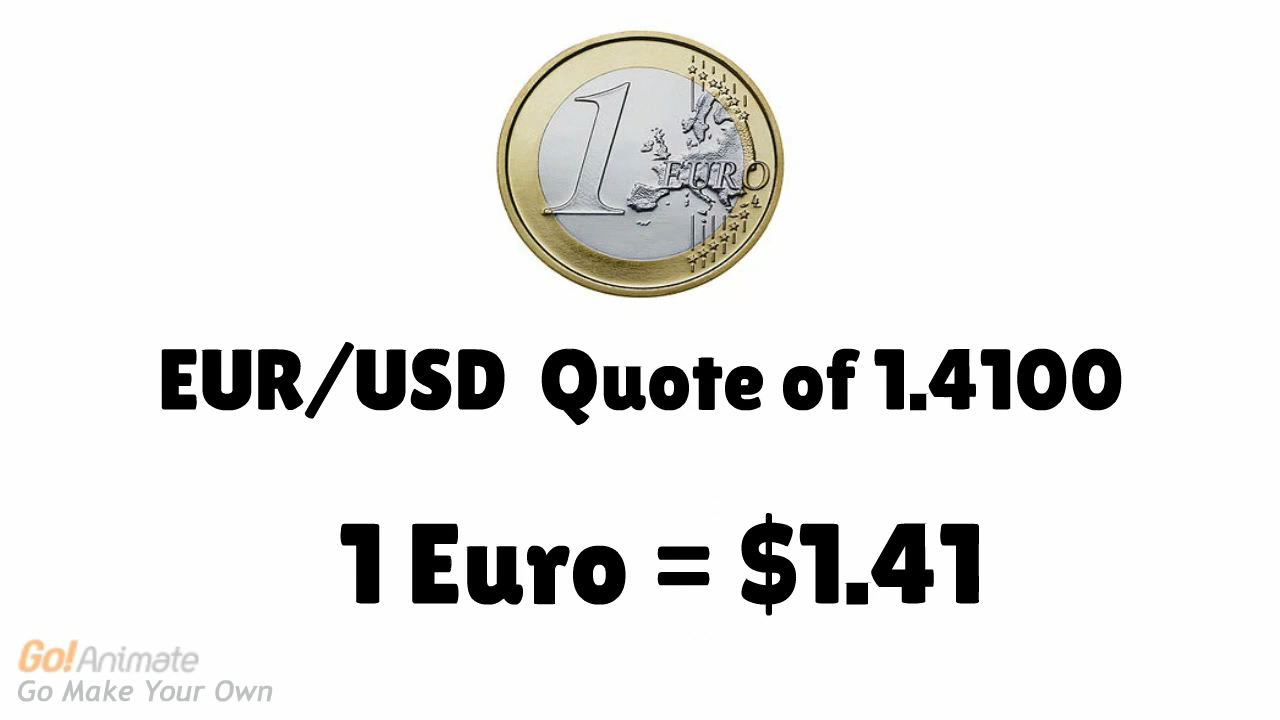 1 EURO
EUR/USD Quote of 1.4100
1 Euro = $1.41
Go!Animate
Go Make Your Own